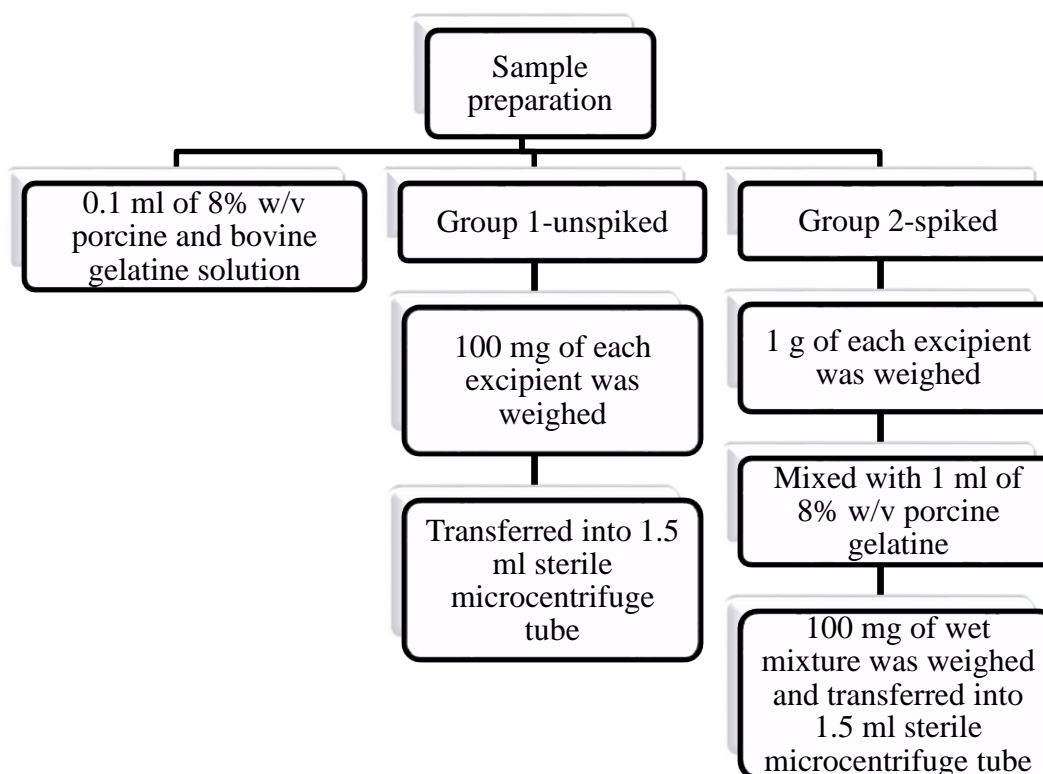 Sample
preparation
0.1 ml of 8% w/v
porcine and bovine
gelatine solution
Group 1-unspiked
100 mg of each
excipient was
weighed
Transferred into 1.5
ml sterile
microcentrifuge
tube
Group 2-spiked
1 g of each excipient
was weighed
Mixed with 1 ml of
8% w/v porcine
gelatine
100 mg of wet
mixture was weighed
and transferred into
1.5 ml sterile
microcentrifuge tube